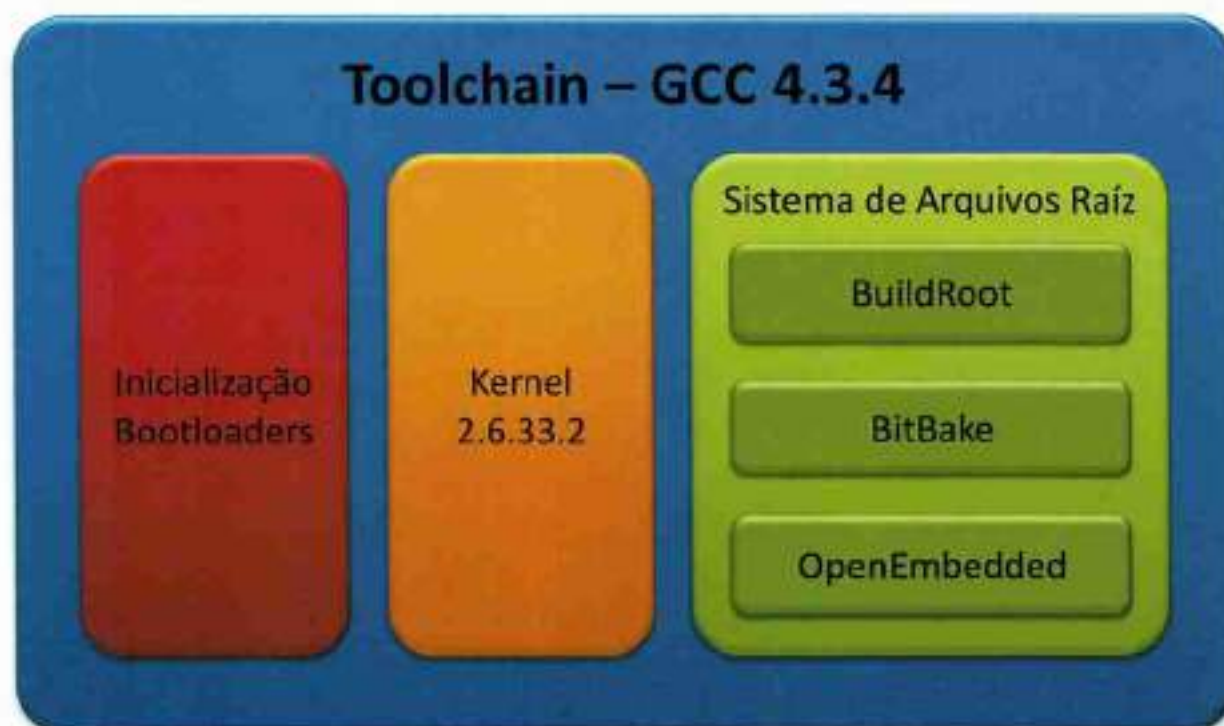 Toolchain – GCC 4.3.4
Inicialização
Bootloaders
Kernel
2.6.33.2
Sistema de Arquivos Raíz
BuildRoot
BitBake
OpenEmbedded